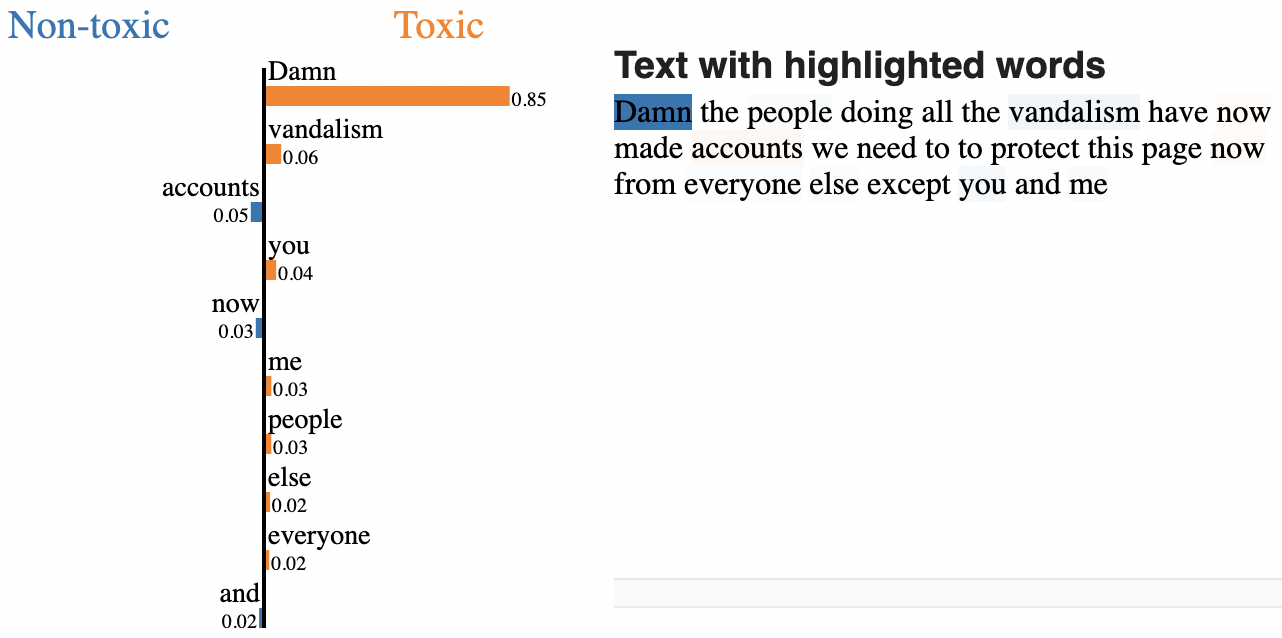 Non-toxic Toxic
Damn
0.85
vandalism
0.06
accounts
0.05
you
0.04
now
0.03
me
0.03
people
0.03
else
0.02
everyone
0.02
and
0.02
Text with highlighted words
Damn the people doing all the vandalism have now
made accounts we need to to protect this page now
from everyone else except you and me